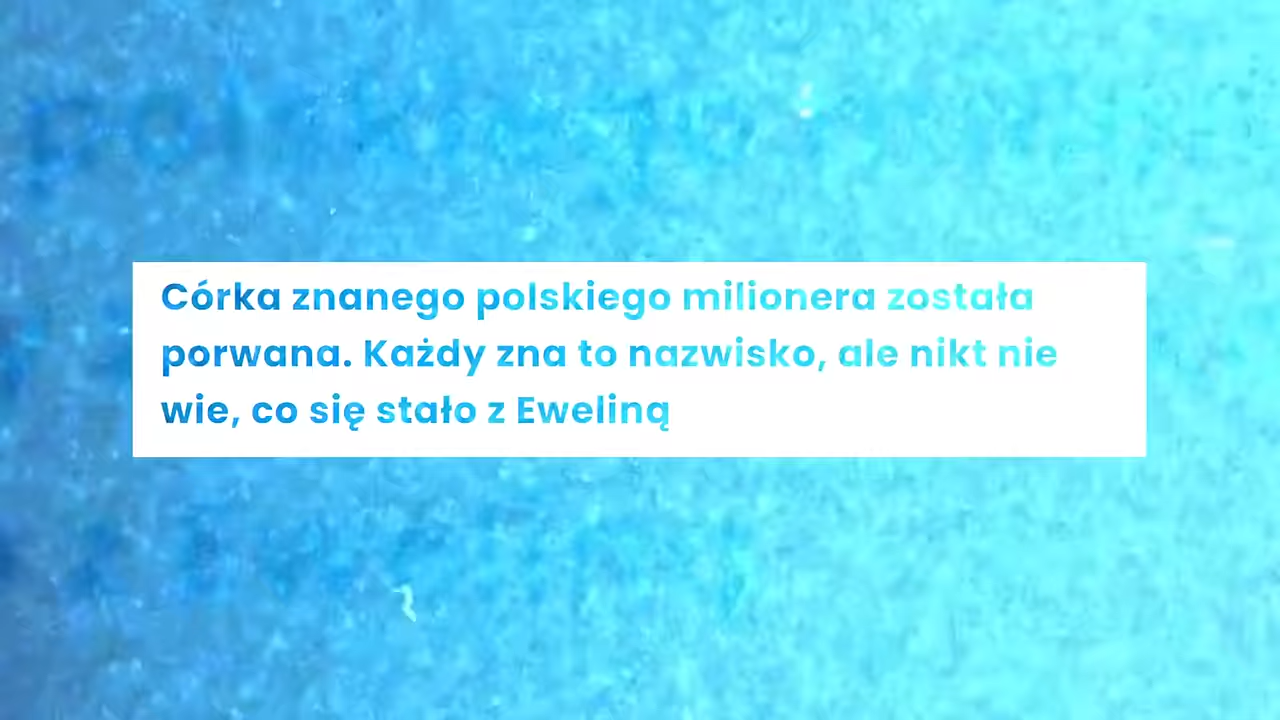 Córka znanego polskiego milionera została
porwana. Każdy zna to nazwisko, ale nikt nie
wie, co się stało z Eweliną